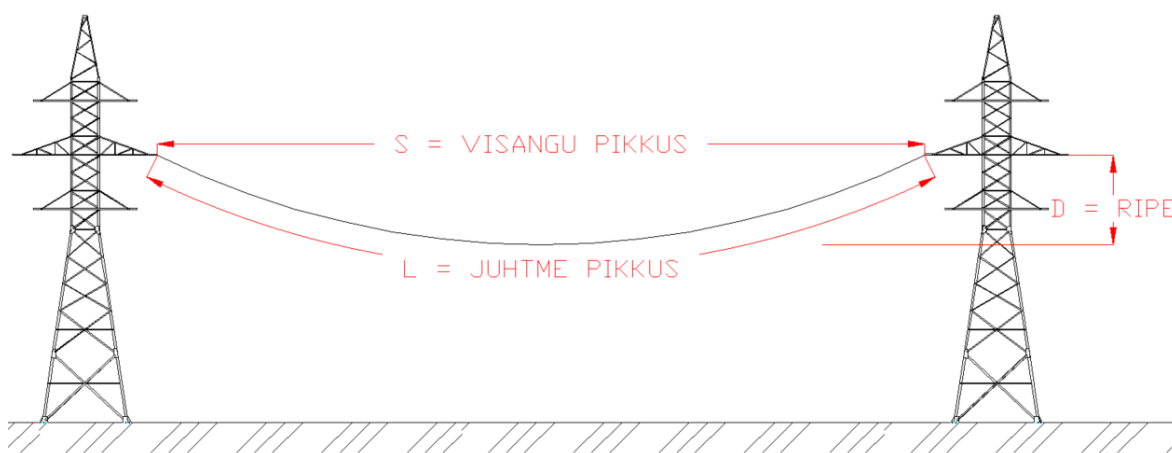 S = VISANGU PIKKUS
D = RIPE
L = JUHTME PIKKUS